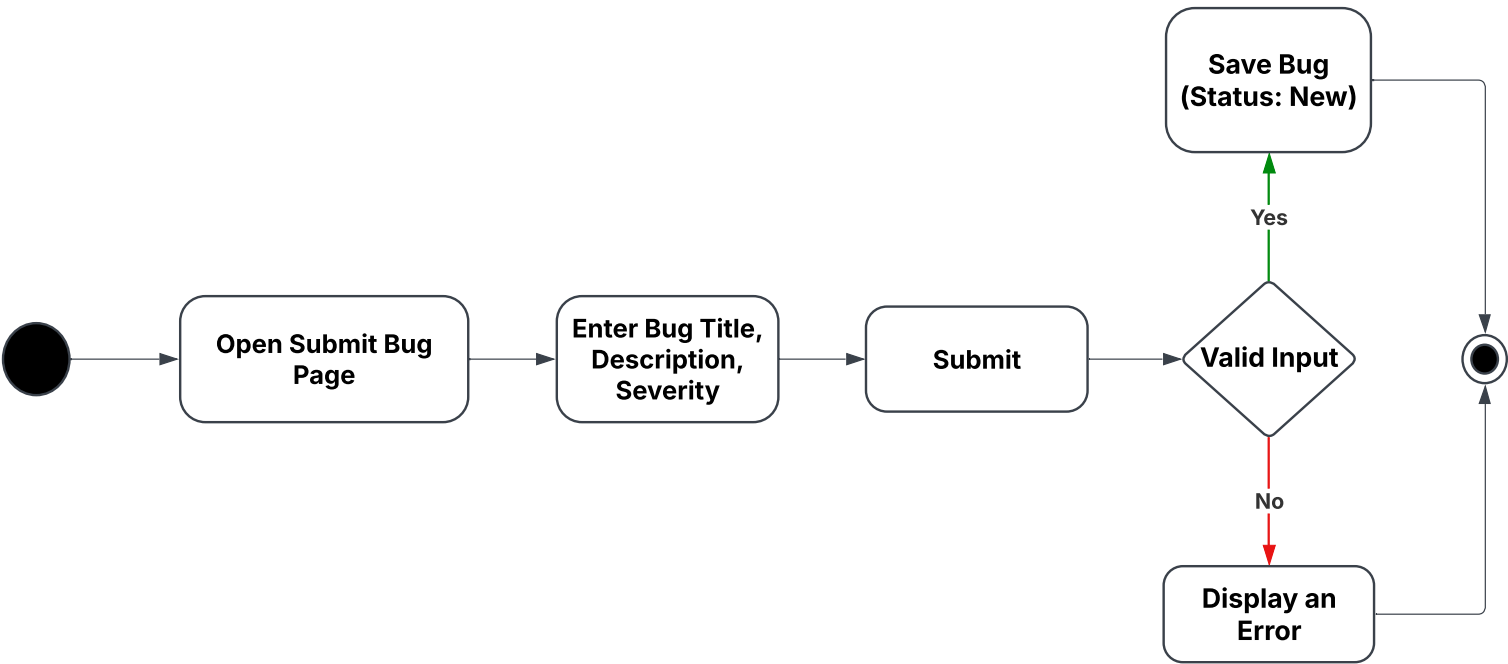 Save Bug
(Status: New)
Yes
Open Submit Bug
Page
Enter Bug Title,
Description,
Severity
Submit
Valid Input
No
Display an
Error